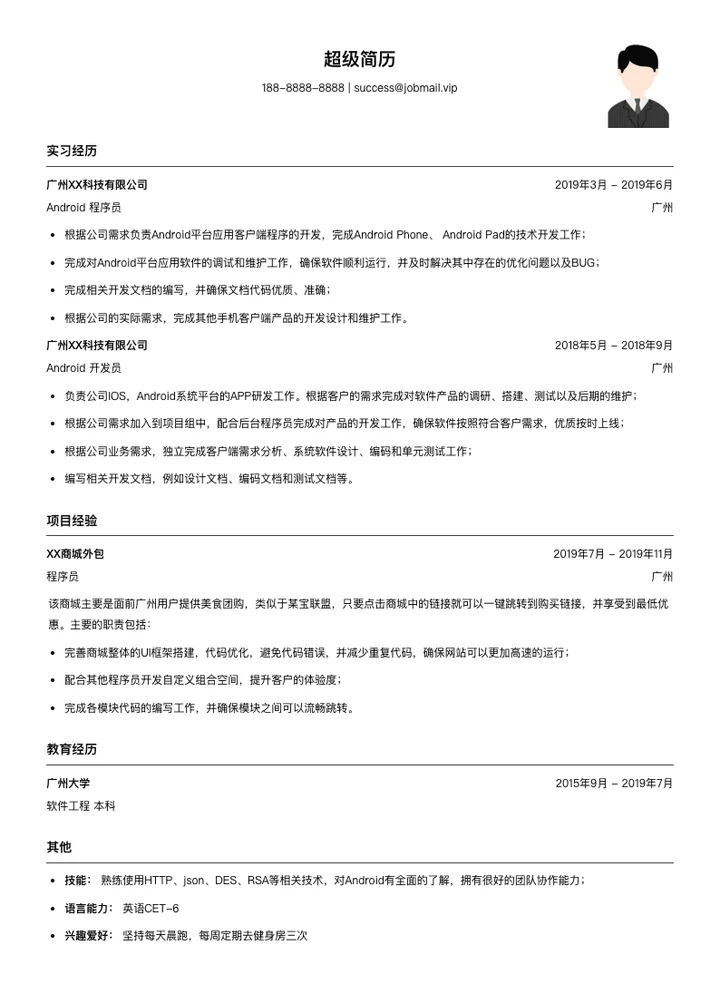 超级简历
188-8888-8888 | success@jobmail.vip
实习经历
广州XX科技有限公司 2019年3月 - 2019年6月
Android 程序员 广州
• 根据公司需求负责Android平台应用客户端程序的开发，完成Android Phone、 Android Pad的技术开发工作；
• 完成对Android平台应用软件的调试和维护工作，确保软件顺利运行，并及时解决其中存在的优化问题以及BUG；
• 完成相关开发文档的编写，并确保文档代码优质、准确；
• 根据公司的实际需求，完成其他手机客户端产品的开发设计和维护工作。
广州XX科技有限公司 2018年5月 - 2018年9月
Android 开发员 广州
• 负责公司IOS，Android系统平台的APP研发工作。根据客户的需求完成对软件产品的调研、搭建、测试以及后期的维护；
• 根据公司需求加入到项目组中，配合后台程序员完成对产品的开发工作，确保软件按照符合客户需求，优质按时上线；
• 根据公司业务需求，独立完成客户端需求分析、系统软件设计、编码和单元测试工作；
• 编写相关开发文档，例如设计文档、编码文档和测试文档等。
项目经验
XX商城外包 2019年7月 - 2019年11月
程序员 广州
该商城主要是面前广州用户提供美食团购，类似于某宝联盟，只要点击商城中的链接就可以一键跳转到购买链接，并享受到最低优
惠。主要的职责包括：
• 完善商城整体的UI框架搭建，代码优化，避免代码错误，并减少重复代码，确保网站可以更加高速的运行；
• 配合其他程序员开发自定义组合空间，提升客户的体验度；
• 完成各模块代码的编写工作，并确保模块之间可以流畅跳转。
教育经历
广州大学 2015年9月 - 2019年7月
软件工程 本科
其他
• 技能： 熟练使用HTTP、json、DES、RSA等相关技术，对Android有全面的了解，拥有很好的团队协作能力；
• 语言能力： 英语CET-6
• 兴趣爱好： 坚持每天晨跑，每周定期去健身房三次